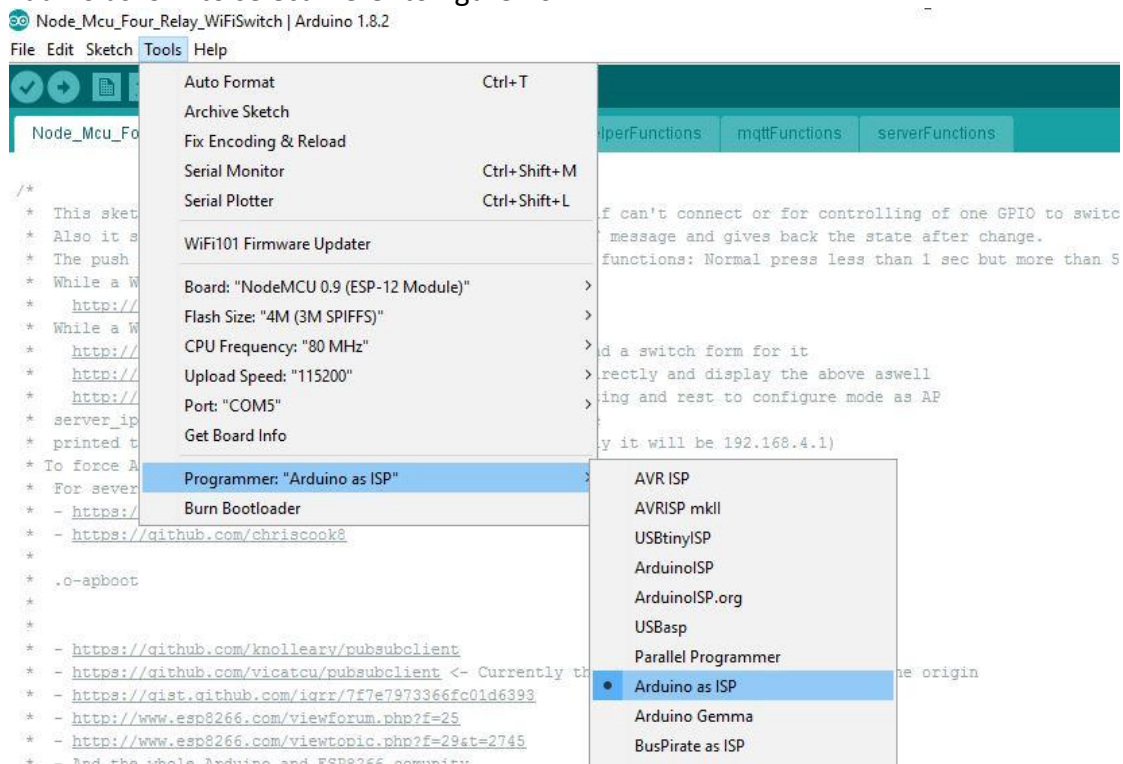 Node_Mcu_Four_Relay_WiFiSwitch | Arduino 1.8.2
File Edit Sketch Tools Help
Node_Mcu_Fo
lperFunctions mqttFunctions serverFunctions
Auto Format Ctrl+T
Archive Sketch
Fix Encoding & Reload
Serial Monitor Ctrl+Shift+M
Serial Plotter Ctrl+Shift+L
WiFi101 Firmware Updater
Board: "NodeMCU 0.9 (ESP-12 Module)"
Flash Size: "4M (3M SPIFFS)"
CPU Frequency: "80 MHz"
Upload Speed: "115200"
Port: "COM5"
Get Board Info
Programmer: "Arduino as ISP"
Burn Bootloader
AVR ISP
AVRISP mkII
USBtinyISP
ArduinoISP
ArduinoISP.org
USBasp
Parallel Programmer
Arduino as ISP
Arduino Gemma
BusPirate as ISP
/*
* This sket if can't connect or for controlling of one GPIO to switc
* Also it s message and gives back the state after change.
* The push functions: Normal press less than 1 sec but more than 5
* While a W
* http://
* While a W
* http:// d a switch form for it
* http:// rectly and display the above aswell
* http:// ing and rest to configure mode as AP
* server_ip
* printed t y it will be 192.168.4.1)
* To force A
* For sever
* - https:/
* - https://github.com/chriscook8
*
* .o-apboot
*
*
* - https://github.com/knolleary/pubsubclient
* - https://github.com/vicatcu/pubsubclient <- Currently th he origin
* - https://gist.github.com/igrr/7f7e7973366fc01d6393
* - http://www.esp8266.com/viewforum.php?f=25
* - http://www.esp8266.com/viewtopic.php?f=29&t=2745
* - And the whole Arduino and ESP8266 comunity